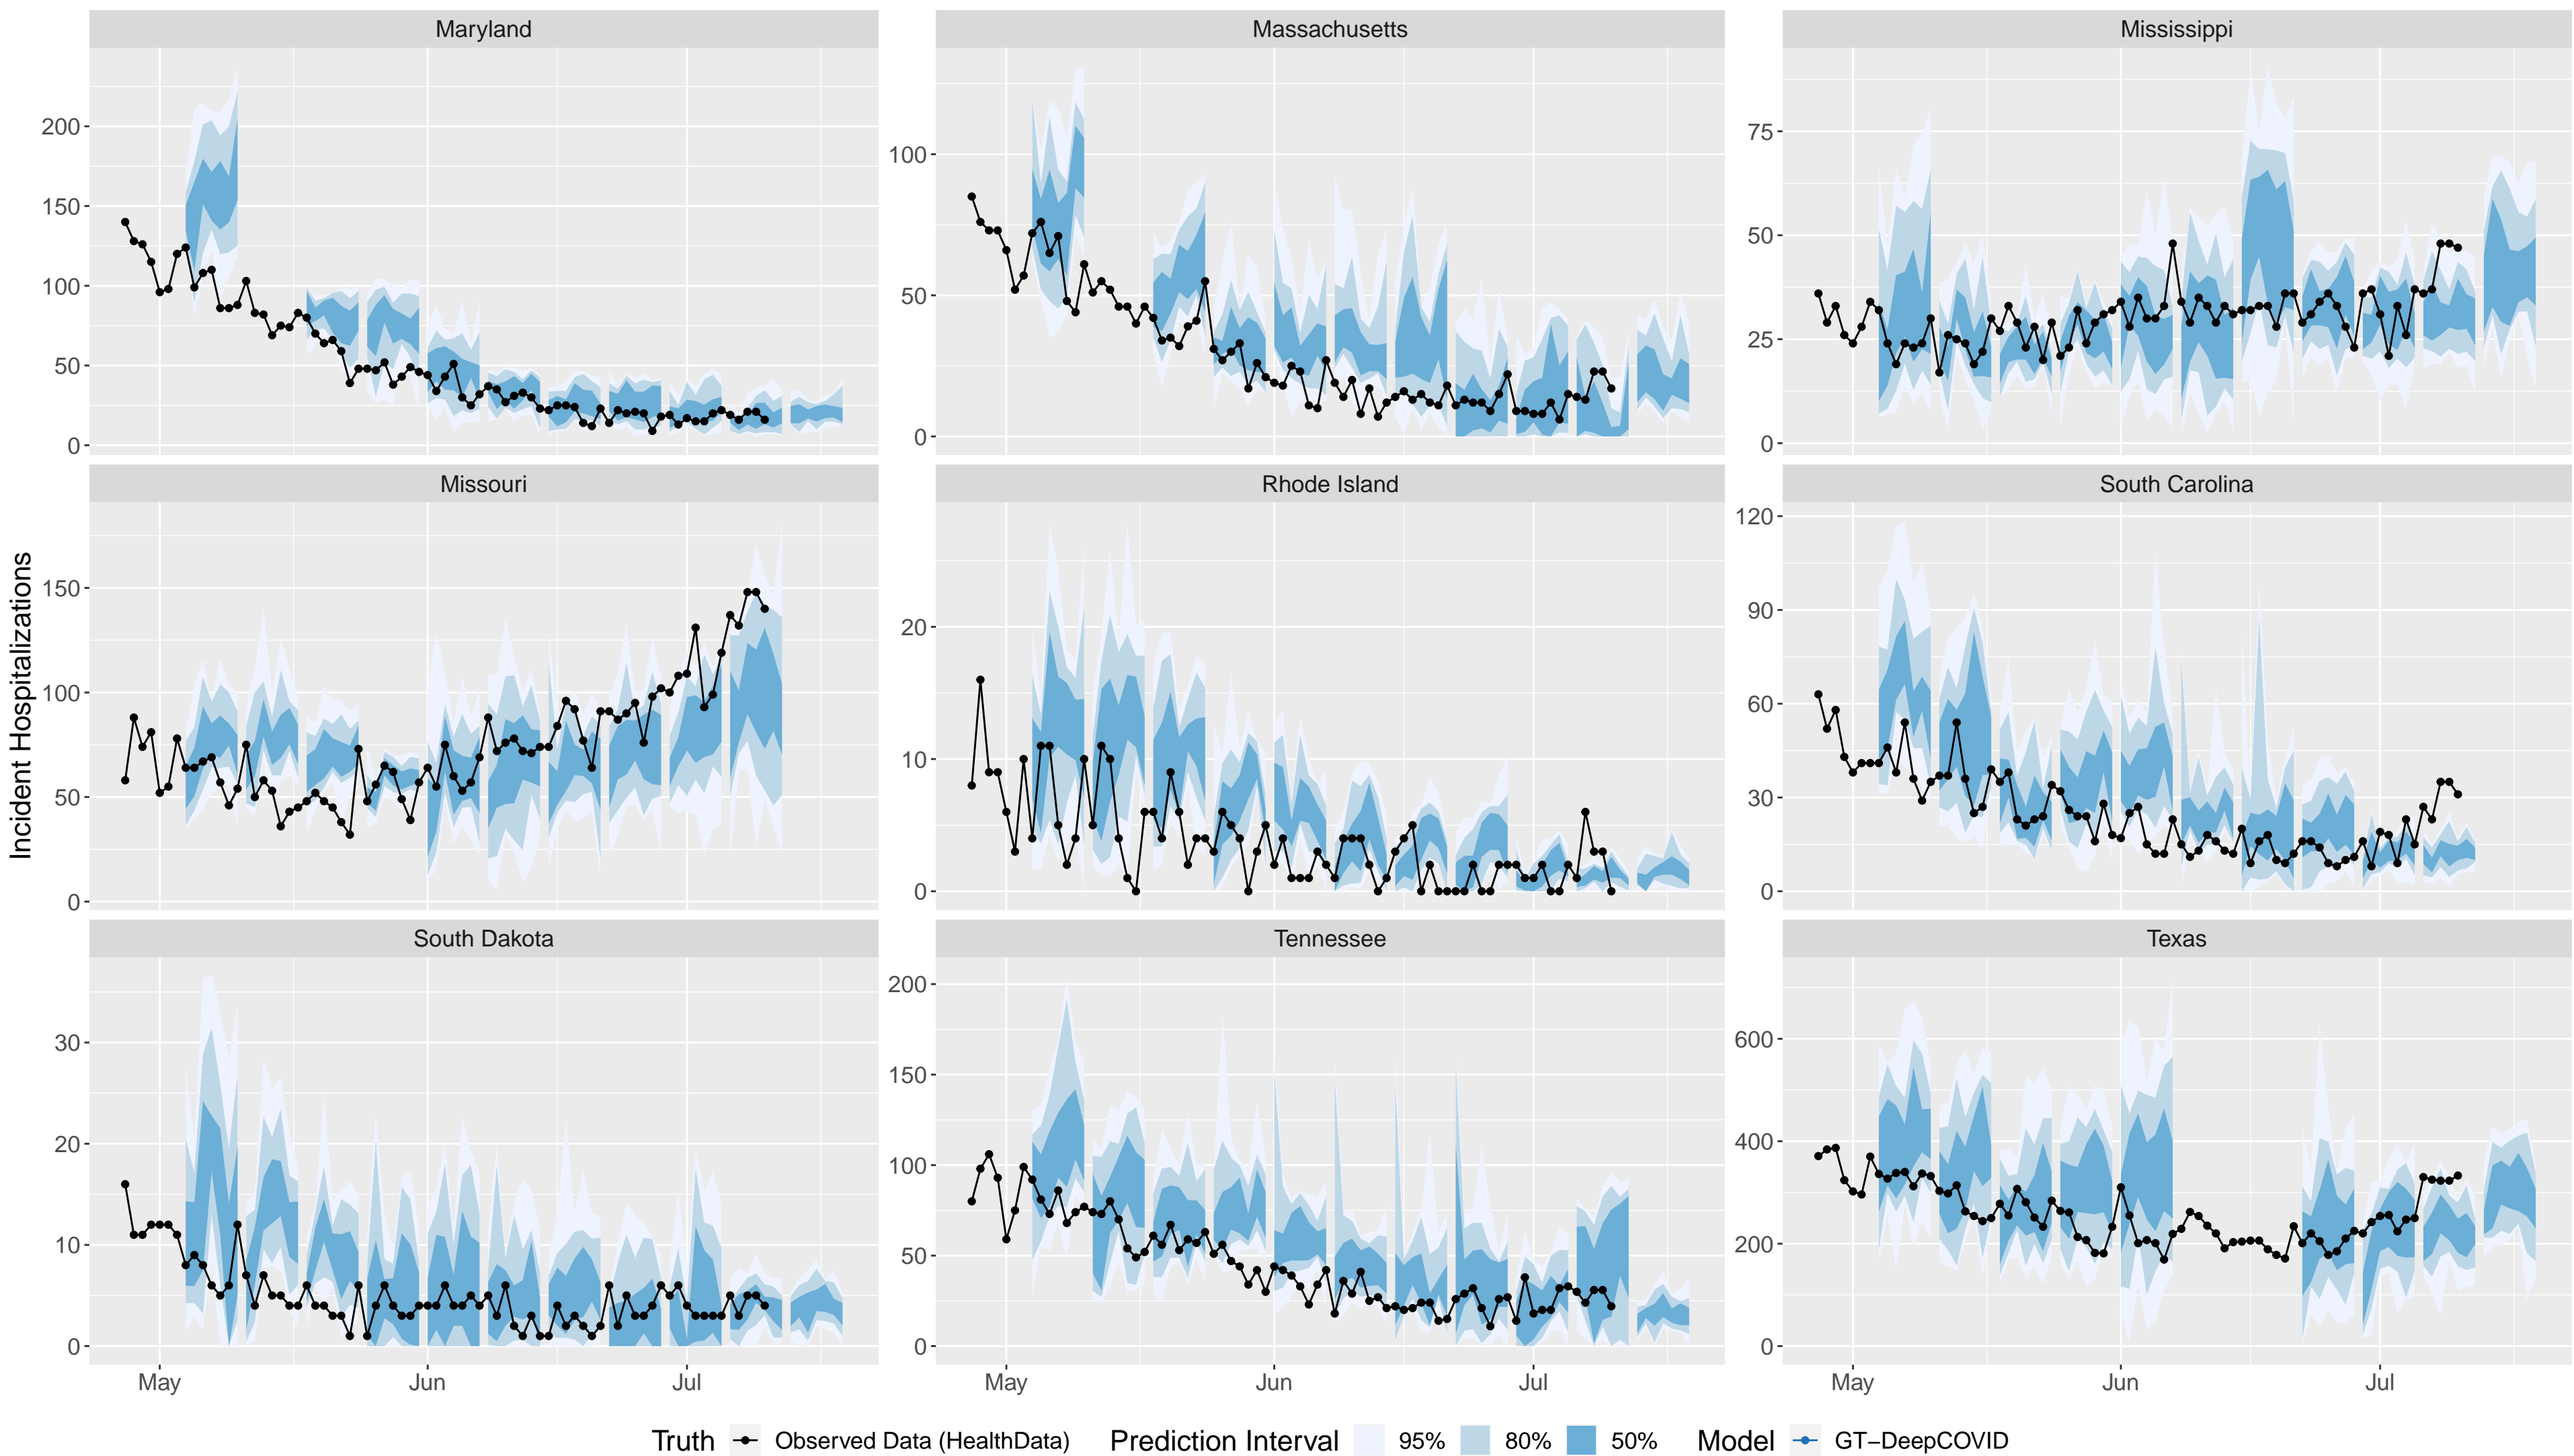 Maryland
Massachusetts
Mississippi
200
150
100
50
0
100
50
0
75
50
25
0
Incident Hospitalizations
Missouri
Rhode Island
South Carolina
150
100
50
0
20
10
0
120
90
60
30
0
South Dakota
Tennessee
Texas
30
20
10
0
200
150
100
50
0
600
400
200
0
May Jun Jul
May Jun Jul
May Jun Jul
Truth Observed Data (HealthData) Prediction Interval 95% 80% 50% Model GT−DeepCOVID